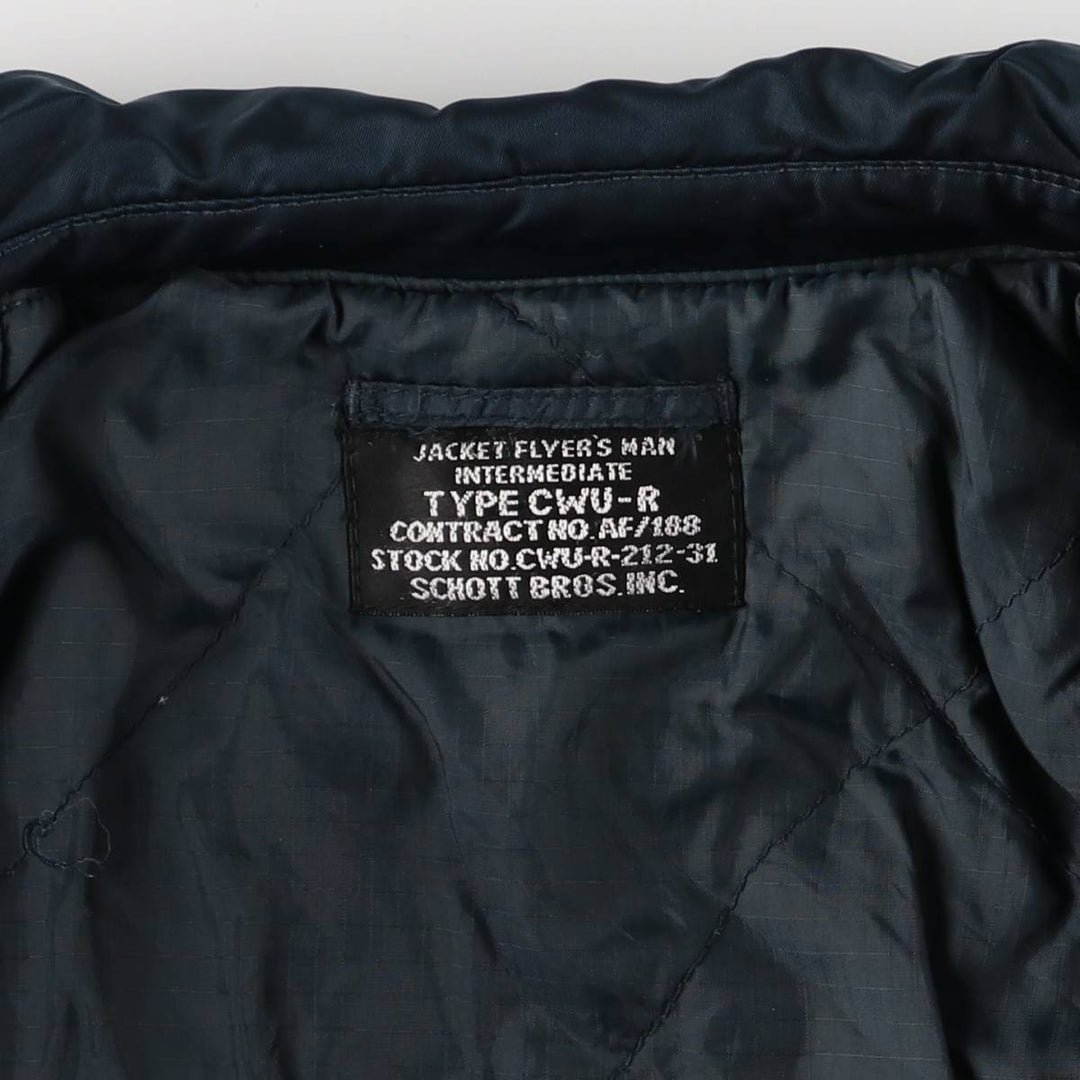 JACKET FLYER'S MAN
INTERMEDIATE
TYPE CWU-R
CONTRACT NO. AF/188
STOCK NO. CWU-R-212-31
SCHOTT BROS. INC.